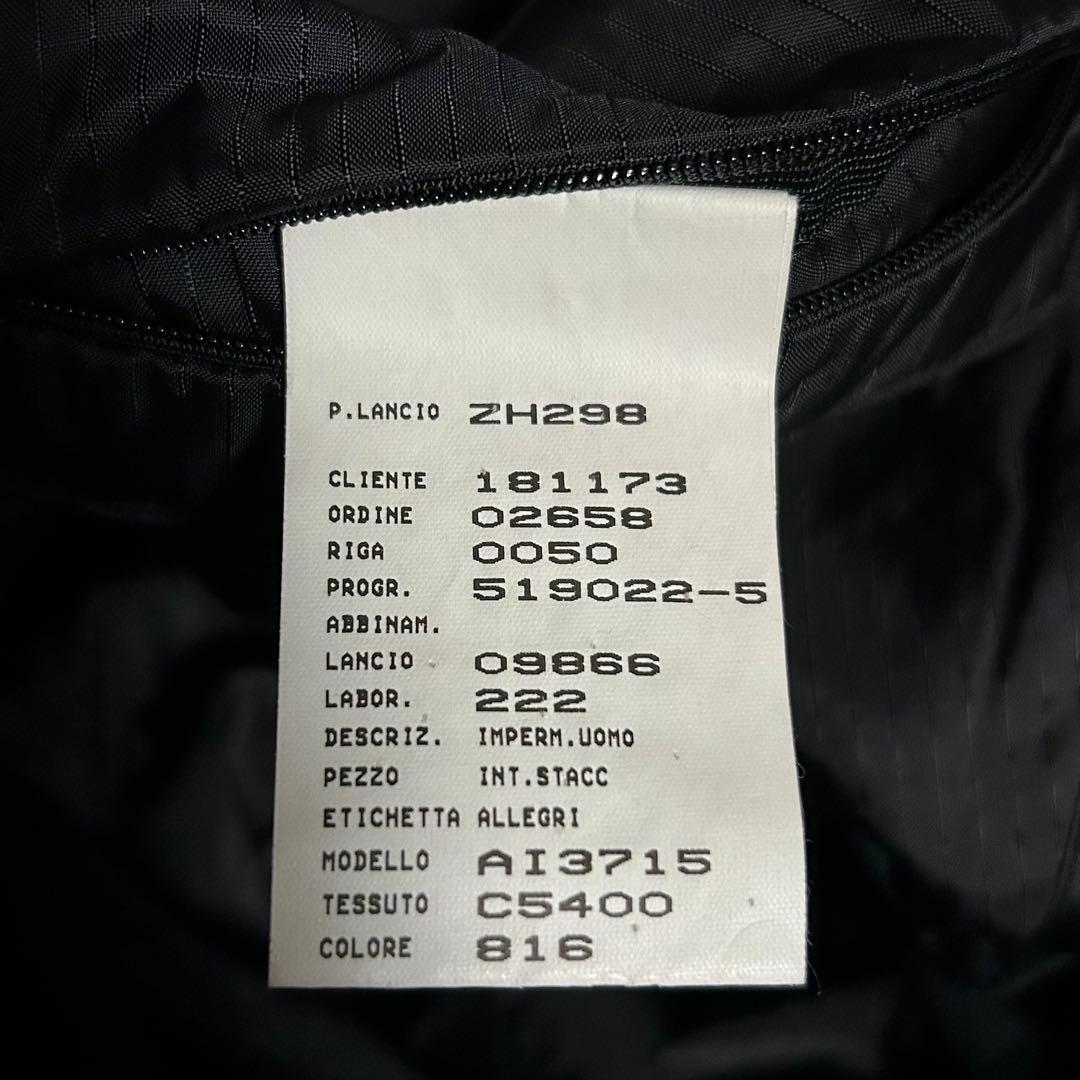 P.LANCIO ZH298
CLIENTE 181173
ORDINE 02658
RIGA 0050
PROGR. 519022-5
ABBINAM.
LANCIO 09866
LABOR. 222
DESCRIZ. IMPERM.UOMO
PEZZO INT.STACC
ETICHETTA ALLEGRI
MODELLO AI3715
TESSUTO C5400
COLORE 816